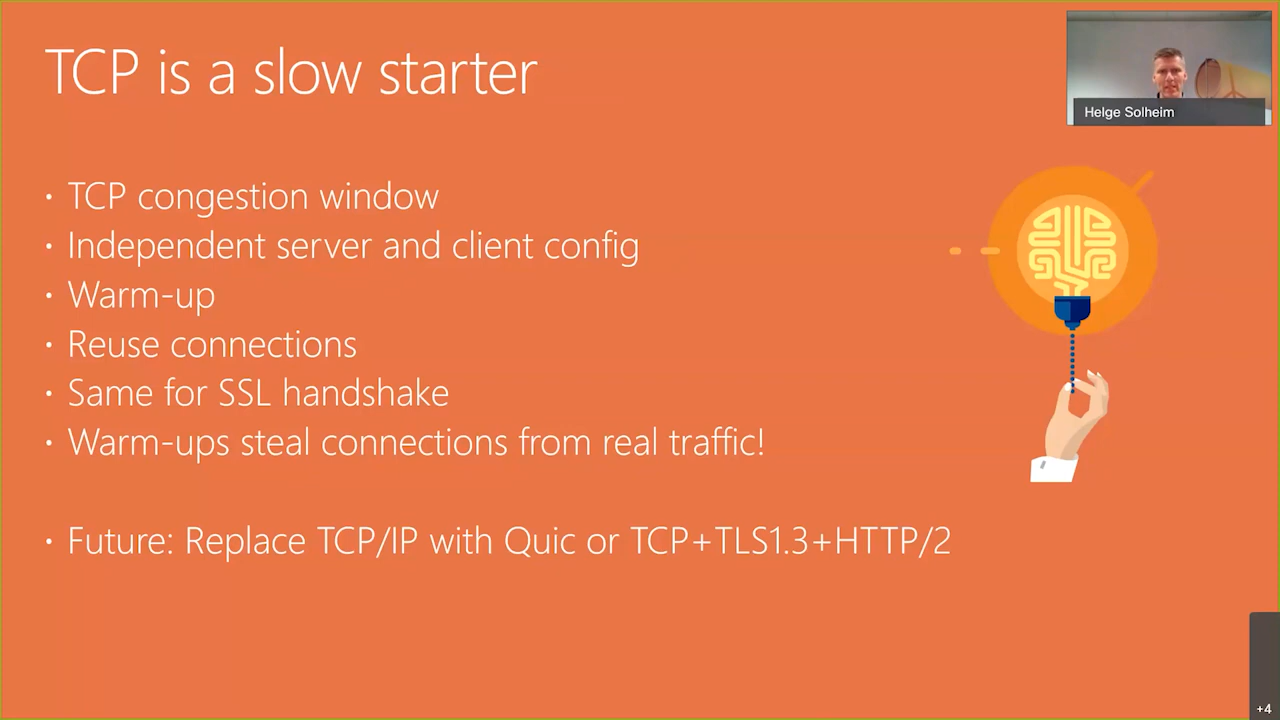 TCP is a slow starter
Helge Solheim
• TCP congestion window
• Independent server and client config
• Warm-up
• Reuse connections
• Same for SSL handshake
• Warm-ups steal connections from real traffic!
• Future: Replace TCP/IP with Quic or TCP+TLS1.3+HTTP/2
+4